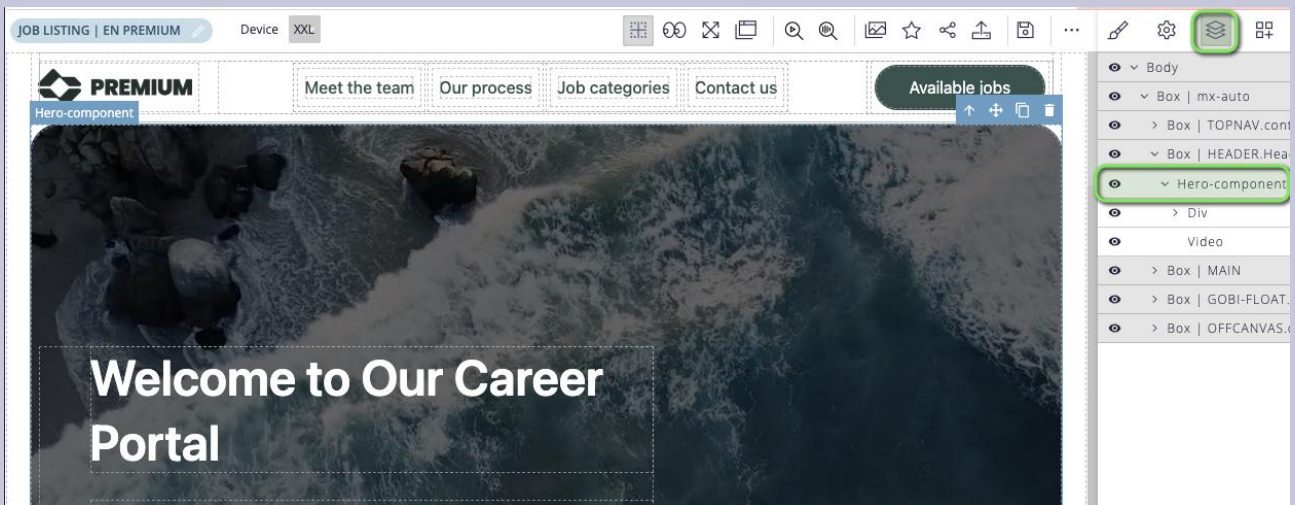 JOB LISTING | EN PREMIUM
Device XXL
PREMIUM
Meet the team Our process Job categories Contact us
Available jobs
Hero-component
Welcome to Our Career
Portal
Body
Box | mx-auto
Box | TOPNAV.cont
Box | HEADER.Hea
Hero-component
Div
Video
Box | MAIN
Box | GOBI-FLOAT.
Box | OFFCANVAS.